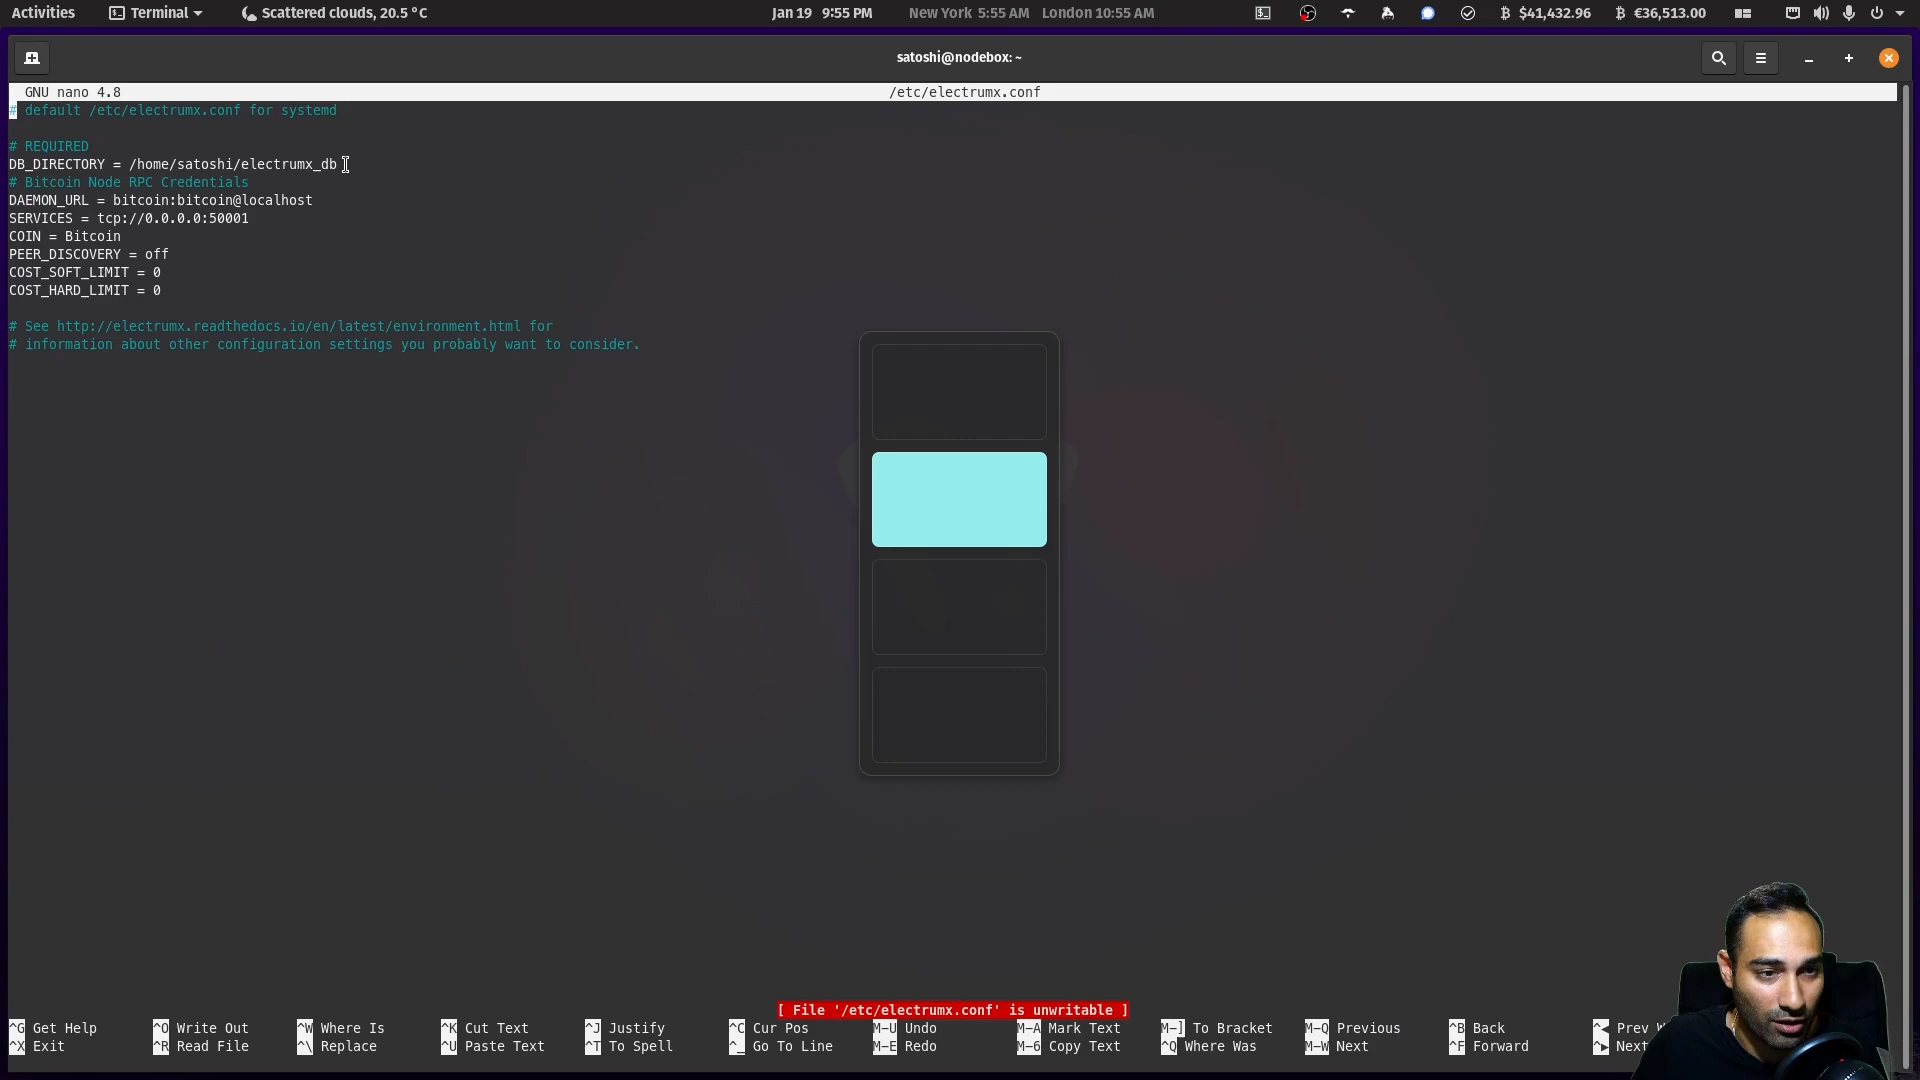 Activities Terminal Scattered clouds, 20.5 °C Jan 19 9:55 PM New York 5:55 AM London 10:55 AM $41,432.96 €36,513.00
satoshi@nodebox: ~
GNU nano 4.8 /etc/electrumx.conf
# default /etc/electrumx.conf for systemd
# REQUIRED
DB_DIRECTORY = /home/satoshi/electrumx_db
# Bitcoin Node RPC Credentials
DAEMON_URL = bitcoin:bitcoin@localhost
SERVICES = tcp://0.0.0.0:50001
COIN = Bitcoin
PEER_DISCOVERY = off
COST_SOFT_LIMIT = 0
COST_HARD_LIMIT = 0
# See http://electrumx.readthedocs.io/en/latest/environment.html for
# information about other configuration settings you probably want to consider.
[ File '/etc/electrumx.conf' is unwritable ]
^G Get Help ^O Write Out ^W Where Is ^K Cut Text ^J Justify ^C Cur Pos M-U Undo M-A Mark Text M-] To Bracket M-Q Previous ^B Back ^◀ Prev W
^X Exit ^R Read File ^\ Replace ^U Paste Text ^T To Spell ^_ Go To Line M-E Redo M-6 Copy Text ^Q Where Was M-W Next ^F Forward ^▶ Next